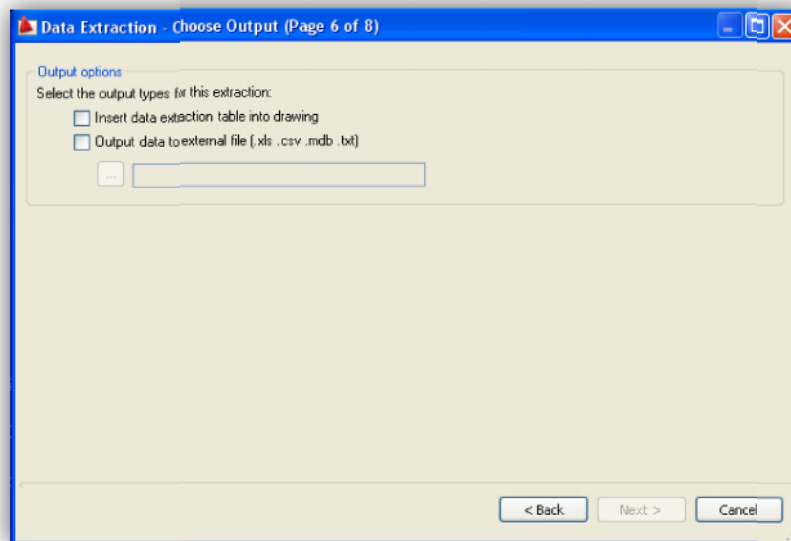 Data Extraction - Choose Output (Page 6 of 8)
Output options
Select the output types for this extraction:
Insert data extraction table into drawing
Output data to external file (.xls .csv .mdb .txt)
...
< Back Next > Cancel